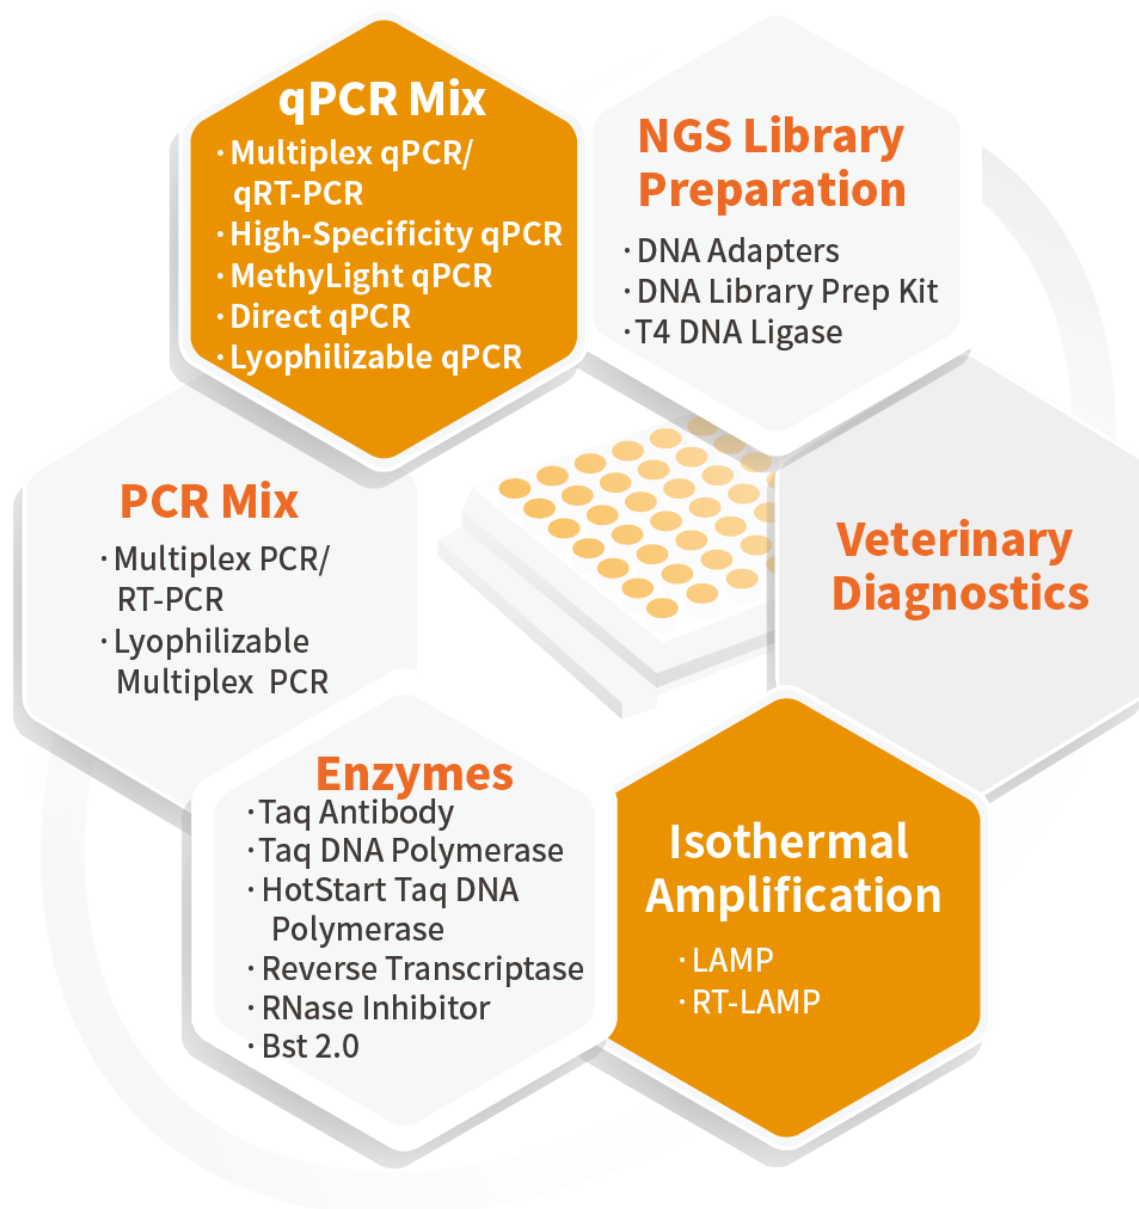 qPCR Mix
· Multiplex qPCR/
qRT-PCR
· High-Specificity qPCR
· MethyLight qPCR
· Direct qPCR
· Lyophilizable qPCR
NGS Library
Preparation
· DNA Adapters
· DNA Library Prep Kit
· T4 DNA Ligase
PCR Mix
· Multiplex PCR/
RT-PCR
· Lyophilizable
Multiplex PCR
Veterinary
Diagnostics
Enzymes
· Taq Antibody
· Taq DNA Polymerase
· HotStart Taq DNA
Polymerase
· Reverse Transcriptase
· RNase Inhibitor
· Bst 2.0
Isothermal
Amplification
· LAMP
· RT-LAMP